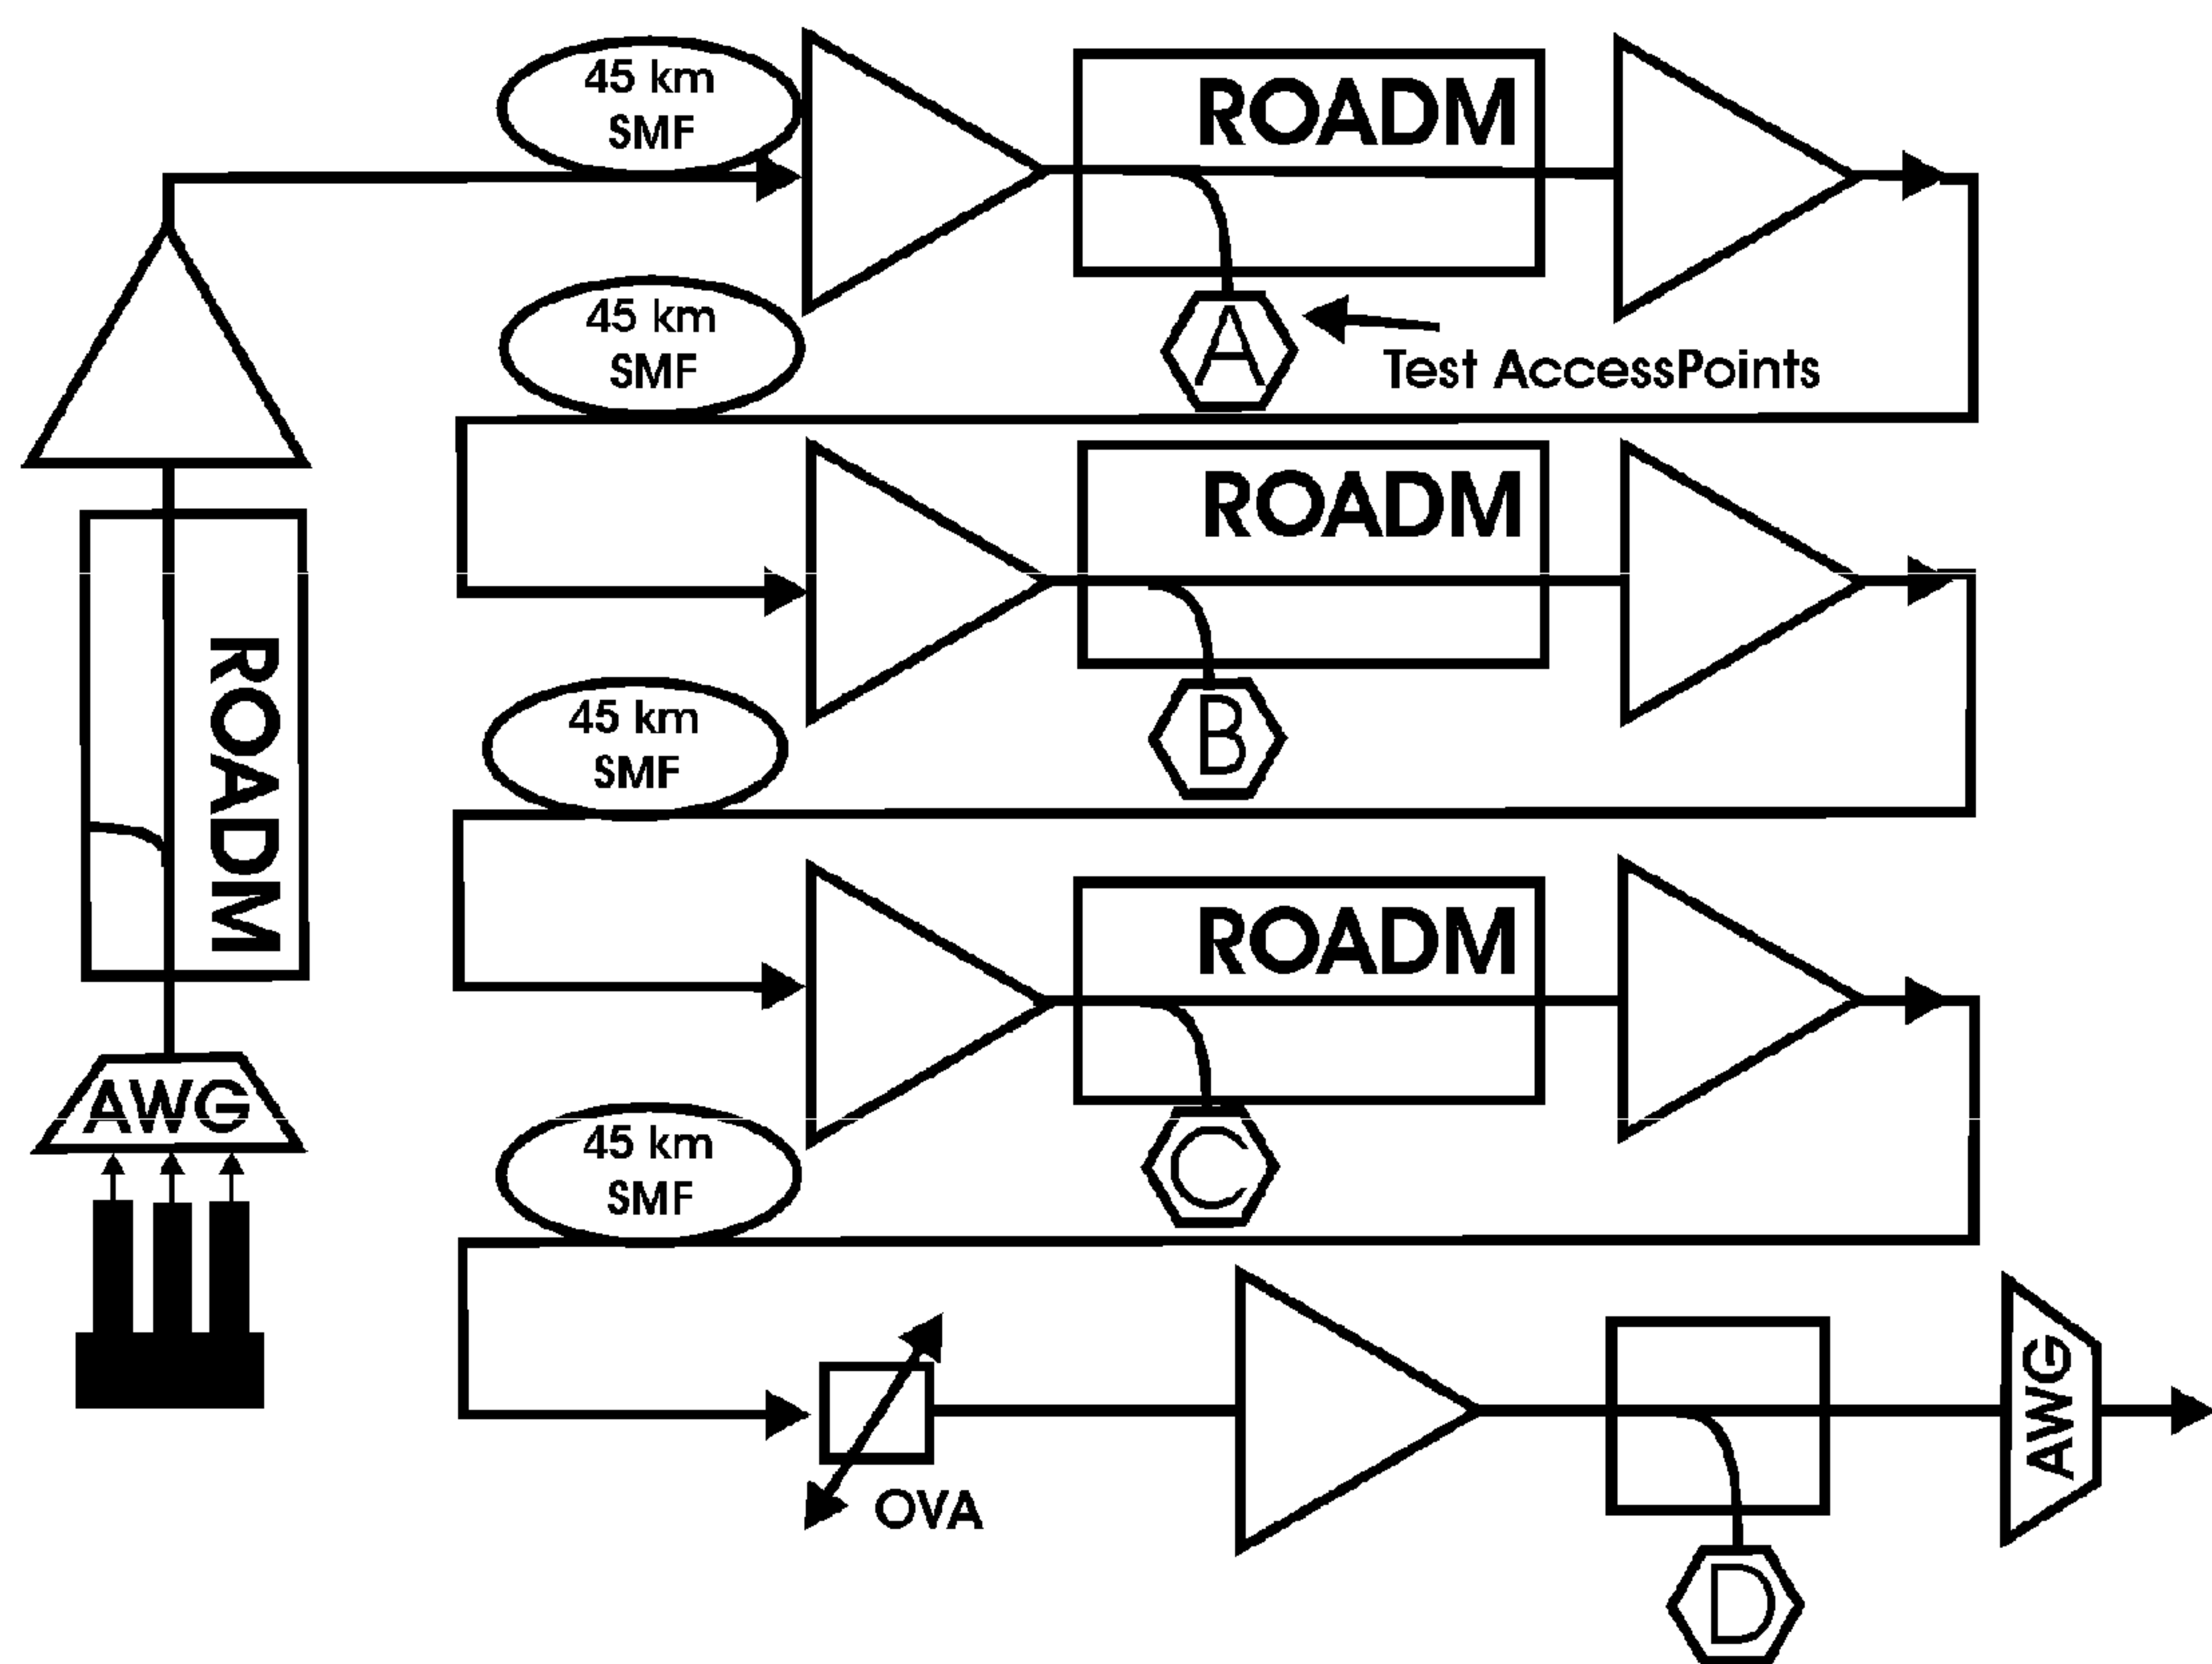 45 km
SMF
ROADM
45 km
SMF
A
Test AccessPoints
ROADM
ROADM
45 km
SMF
B
ROADM
AWG
45 km
SMF
C
AWG
OVA
D